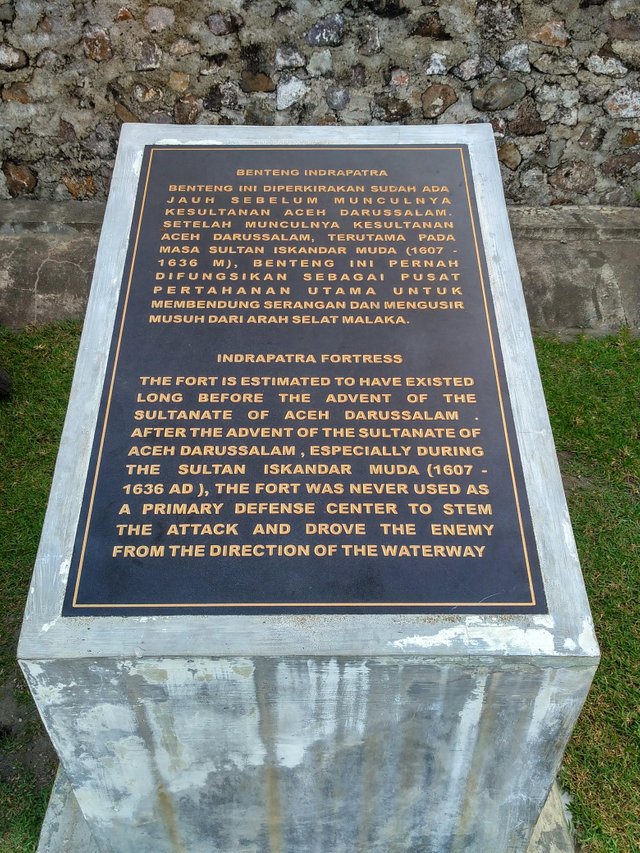 BENTENG INDRAPATRA
BENTENG INI DIPERKIRAKAN SUDAH ADA
JAUH SEBELUM MUNCULNYA
KESULTANAN ACEH DARUSSALAM.
SETELAH MUNCULNYA KESULTANAN
ACEH DARUSSALAM, TERUTAMA PADA
MASA SULTAN ISKANDAR MUDA (1607 -
1636 M), BENTENG INI PERNAH
DIFUNGSIKAN SEBAGAI PUSAT
PERTAHANAN UTAMA UNTUK
MEMBENDUNG SERANGAN DAN MENGUSIR
MUSUH DARI ARAH SELAT MALAKA.
INDRAPATRA FORTRESS
THE FORT IS ESTIMATED TO HAVE EXISTED
LONG BEFORE THE ADVENT OF THE
SULTANATE OF ACEH DARUSSALAM .
AFTER THE ADVENT OF THE SULTANATE OF
ACEH DARUSSALAM , ESPECIALLY DURING
THE SULTAN ISKANDAR MUDA (1607 -
1636 AD ), THE FORT WAS NEVER USED AS
A PRIMARY DEFENSE CENTER TO STEM
THE ATTACK AND DROVE THE ENEMY
FROM THE DIRECTION OF THE WATERWAY